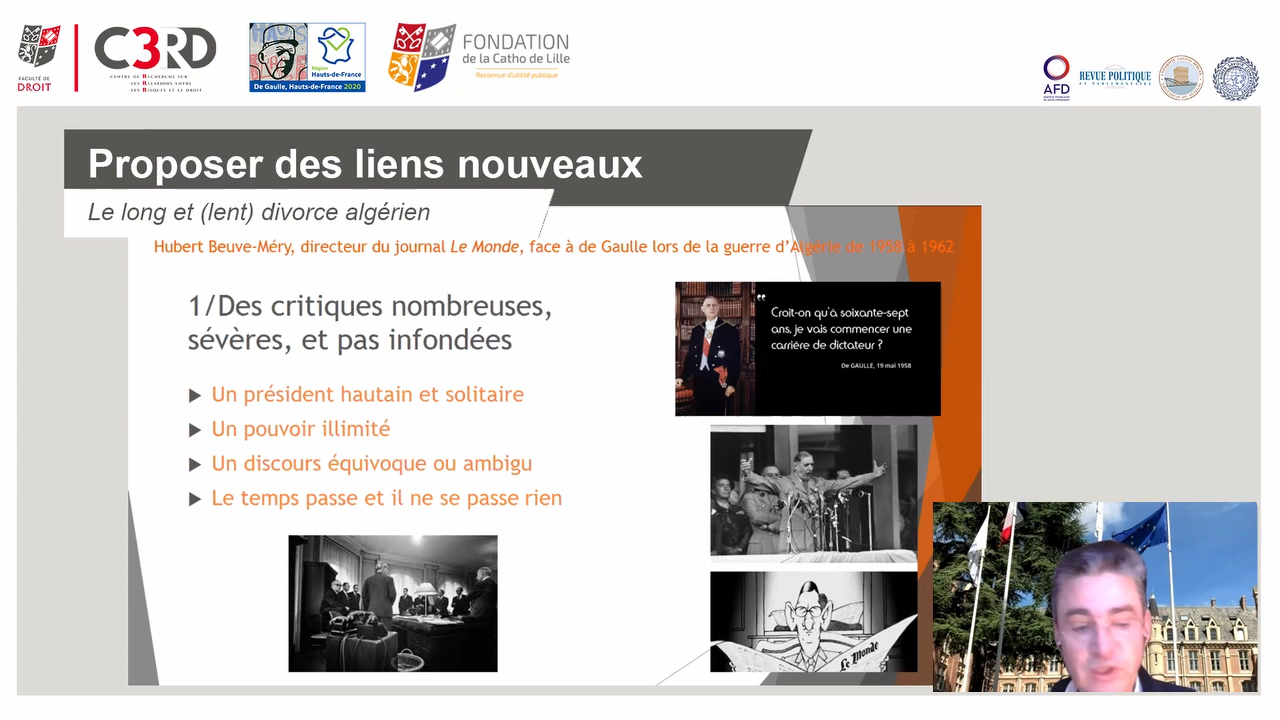 FACULTÉ DE
DROIT
C3RD
CENTRE DE RECHERCHE SUR
LES RELATIONS ENTRE
LES RISQUES ET LE DROIT
Région
Hauts-de-France
De Gaulle, Hauts-de-France 2020
FONDATION
de la Catho de Lille
Reconnue d'utilité publique
AFD
AGENCE FRANÇAISE
DE DÉVELOPPEMENT
REVUE POLITIQUE
ET PARLEMENTAIRE
Proposer des liens nouveaux
Le long et (lent) divorce algérien
Hubert Beuve-Méry, directeur du journal Le Monde, face à de Gaulle lors de la guerre d'Algérie de 1958 à 1962
1/Des critiques nombreuses,
sévères, et pas infondées
Un président hautain et solitaire
Un pouvoir illimité
Un discours équivoque ou ambigu
Le temps passe et il ne se passe rien
Croit-on qu'à soixante-sept
ans, je vais commencer une
carrière de dictateur ?
De GAULLE, 19 mai 1958
Le Monde